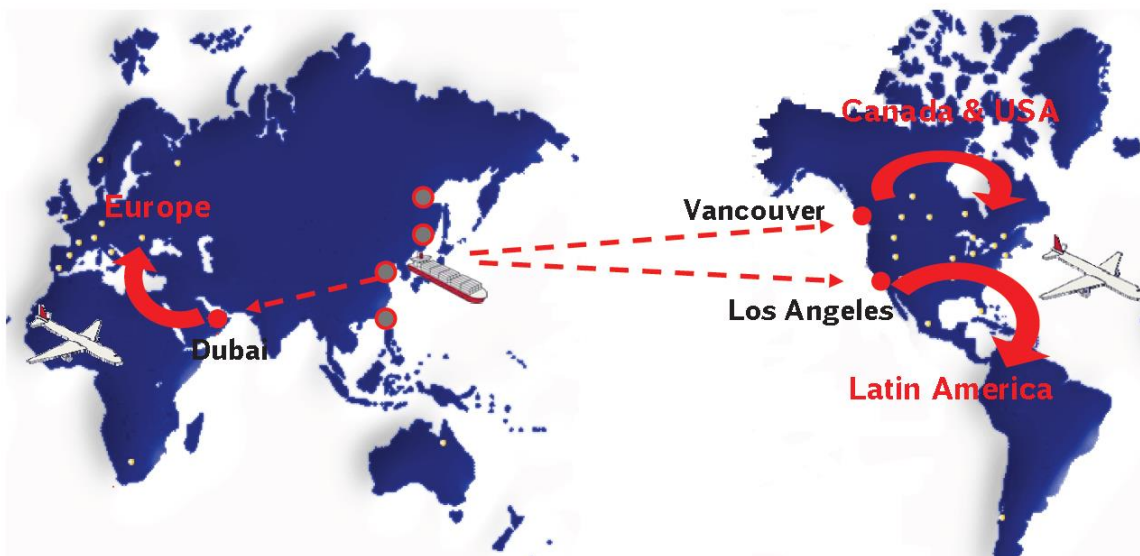 Canada & USA
Europe
Vancouver
Los Angeles
Dubai
Latin America